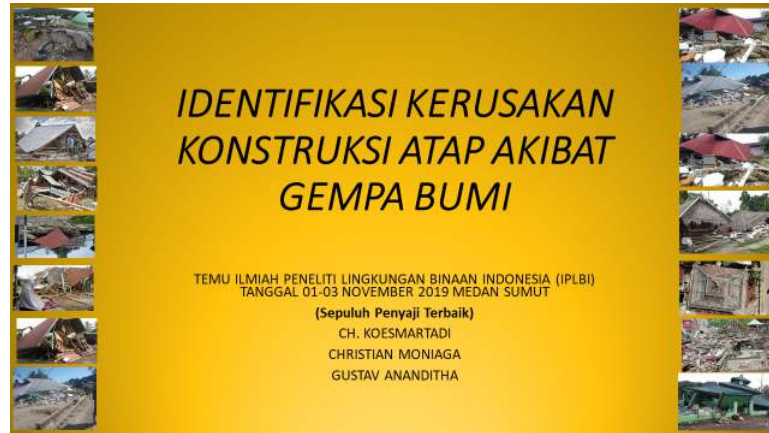 IDENTIFIKASI KERUSAKAN
KONSTRUKSI ATAP AKIBAT
GEMPA BUMI
TEMU ILMIAH PENELITI LINGKUNGAN BINAAN INDONESIA (IPLBI)
TANGGAL 01-03 NOVEMBER 2019 MEDAN SUMUT
(Sepuluh Penyaji Terbaik)
CH. KOESMARTADI
CHRISTIAN MONIAGA
GUSTAV ANANDITHA